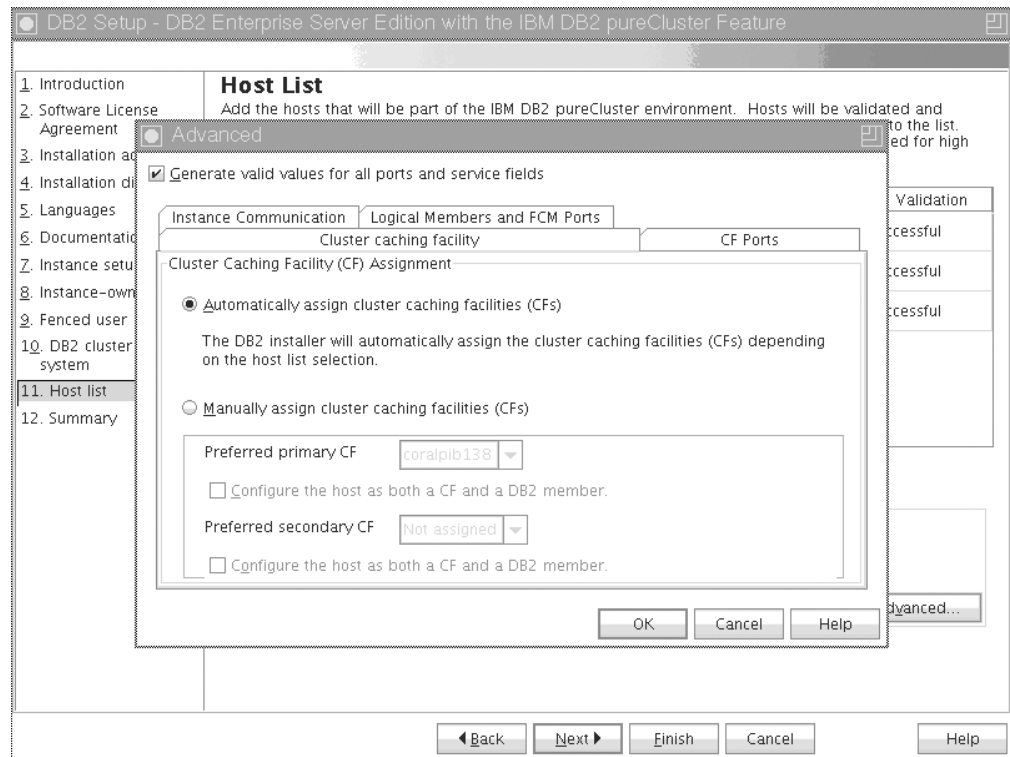 DB2 Setup - DB2 Enterprise Server Edition with the IBM DB2 pureCluster Feature
1. Introduction
2. Software License
Agreement
3. Installation ac
4. Installation di
5. Languages
6. Documentatic
7. Instance setu
8. Instance-own
9. Fenced user
10. DB2 cluster
system
11. Host list
12. Summary
Host List
Add the hosts that will be part of the IBM DB2 pureCluster environment. Hosts will be validated and
to the list.
ed for high
Validation
ccessful
ccessful
ccessful
dvanced...
Advanced
Generate valid values for all ports and service fields
Instance Communication
Logical Members and FCM Ports
Cluster caching facility
CF Ports
Cluster Caching Facility (CF) Assignment
Automatically assign cluster caching facilities (CFs)
The DB2 installer will automatically assign the cluster caching facilities (CFs) depending
on the host list selection.
Manually assign cluster caching facilities (CFs)
Preferred primary CF coralpib138
Configure the host as both a CF and a DB2 member.
Preferred secondary CF Not assigned
Configure the host as both a CF and a DB2 member.
OK Cancel Help
Back Next Finish Cancel Help